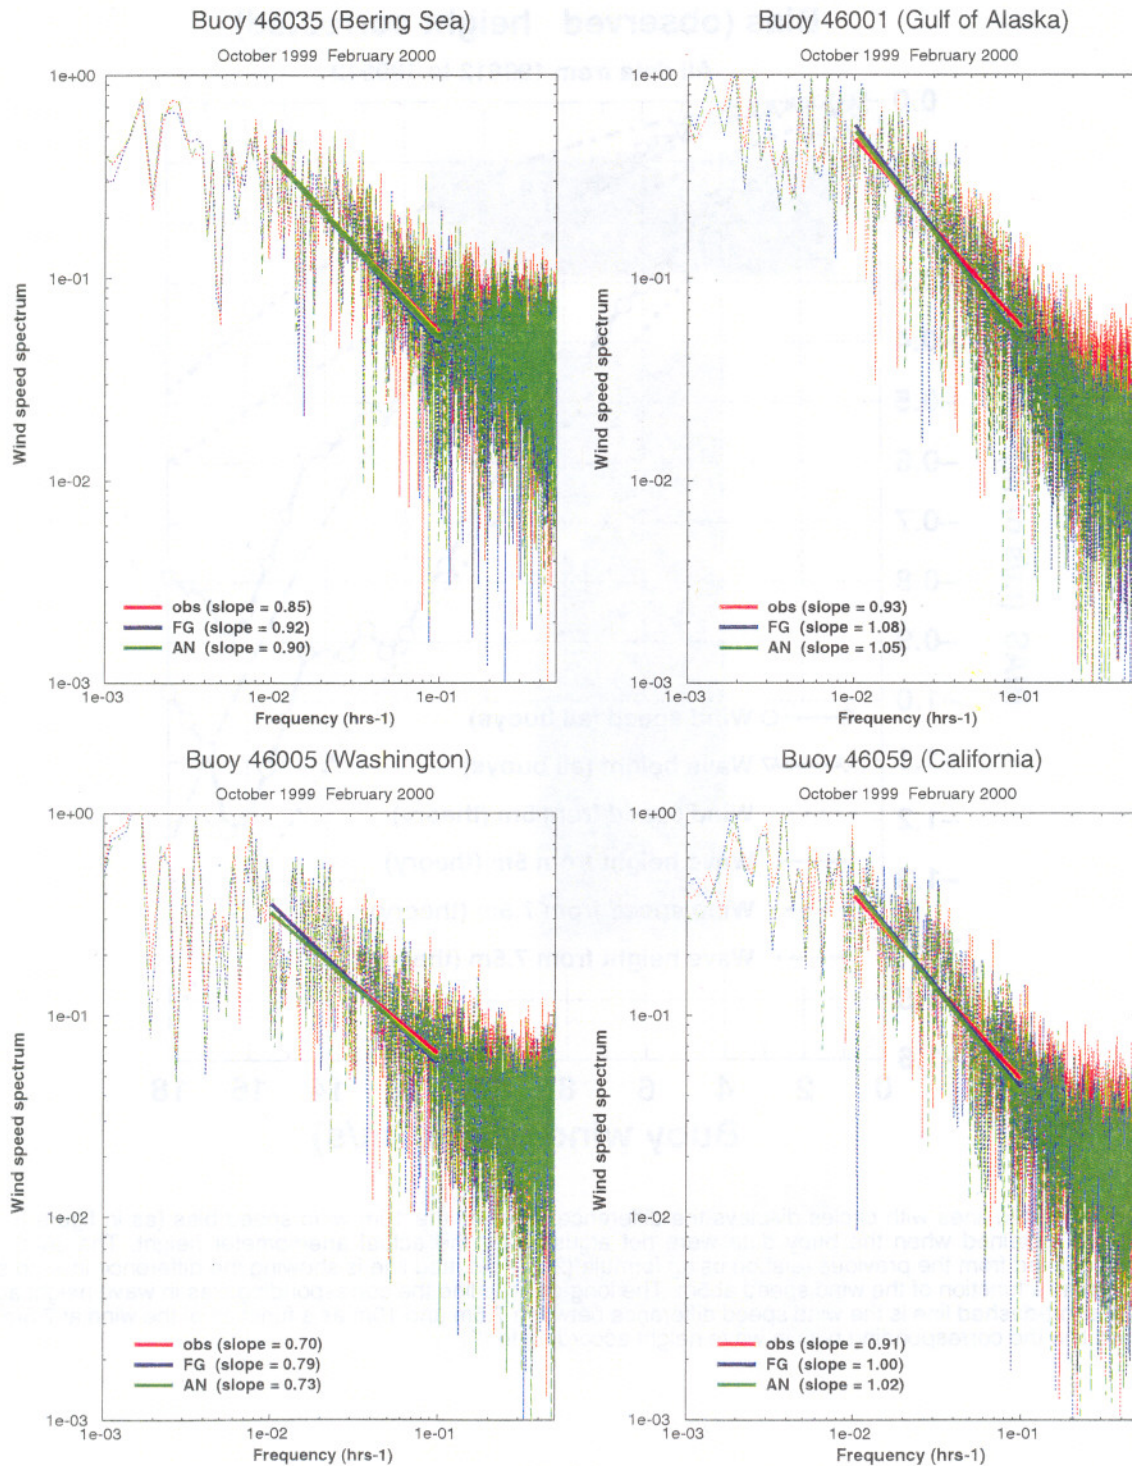 Buoy 46035 (Bering Sea)
October 1999 February 2000
1e+00
1e-01
1e-02
1e-03
Wind speed spectrum
obs (slope = 0.85)
FG (slope = 0.92)
AN (slope = 0.90)
1e-03
1e-02
1e-01
Frequency (hrs-1)
Buoy 46001 (Gulf of Alaska)
October 1999 February 2000
1e+00
1e-01
1e-02
1e-03
Wind speed spectrum
obs (slope = 0.93)
FG (slope = 1.08)
AN (slope = 1.05)
1e-03
1e-02
1e-01
Frequency (hrs-1)
Buoy 46005 (Washington)
October 1999 February 2000
1e+00
1e-01
1e-02
1e-03
Wind speed spectrum
obs (slope = 0.70)
FG (slope = 0.79)
AN (slope = 0.73)
1e-03
1e-02
1e-01
Frequency (hrs-1)
Buoy 46059 (California)
October 1999 February 2000
1e+00
1e-01
1e-02
1e-03
Wind speed spectrum
obs (slope = 0.91)
FG (slope = 1.00)
AN (slope = 1.02)
1e-03
1e-02
1e-01
Frequency (hrs-1)